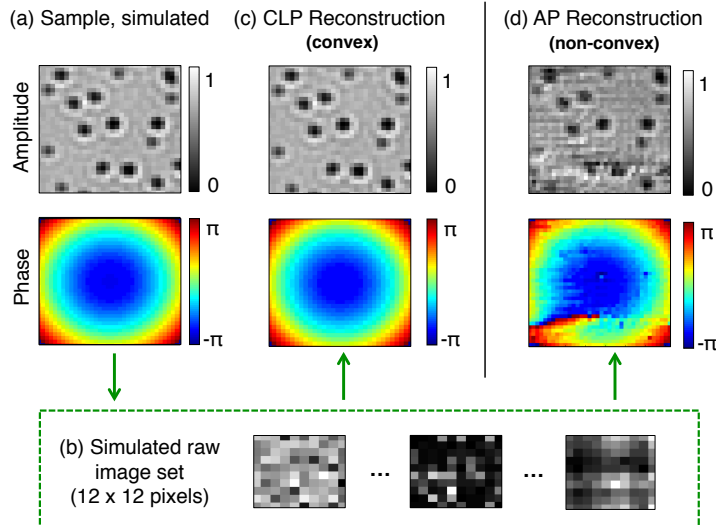 (a) Sample, simulated
(c) CLP Reconstruction
(convex)
(d) AP Reconstruction
(non-convex)
Amplitude
1
0
1
0
1
0
Phase
π
-π
π
-π
π
-π
(b) Simulated raw
image set
(12 x 12 pixels)
...
...